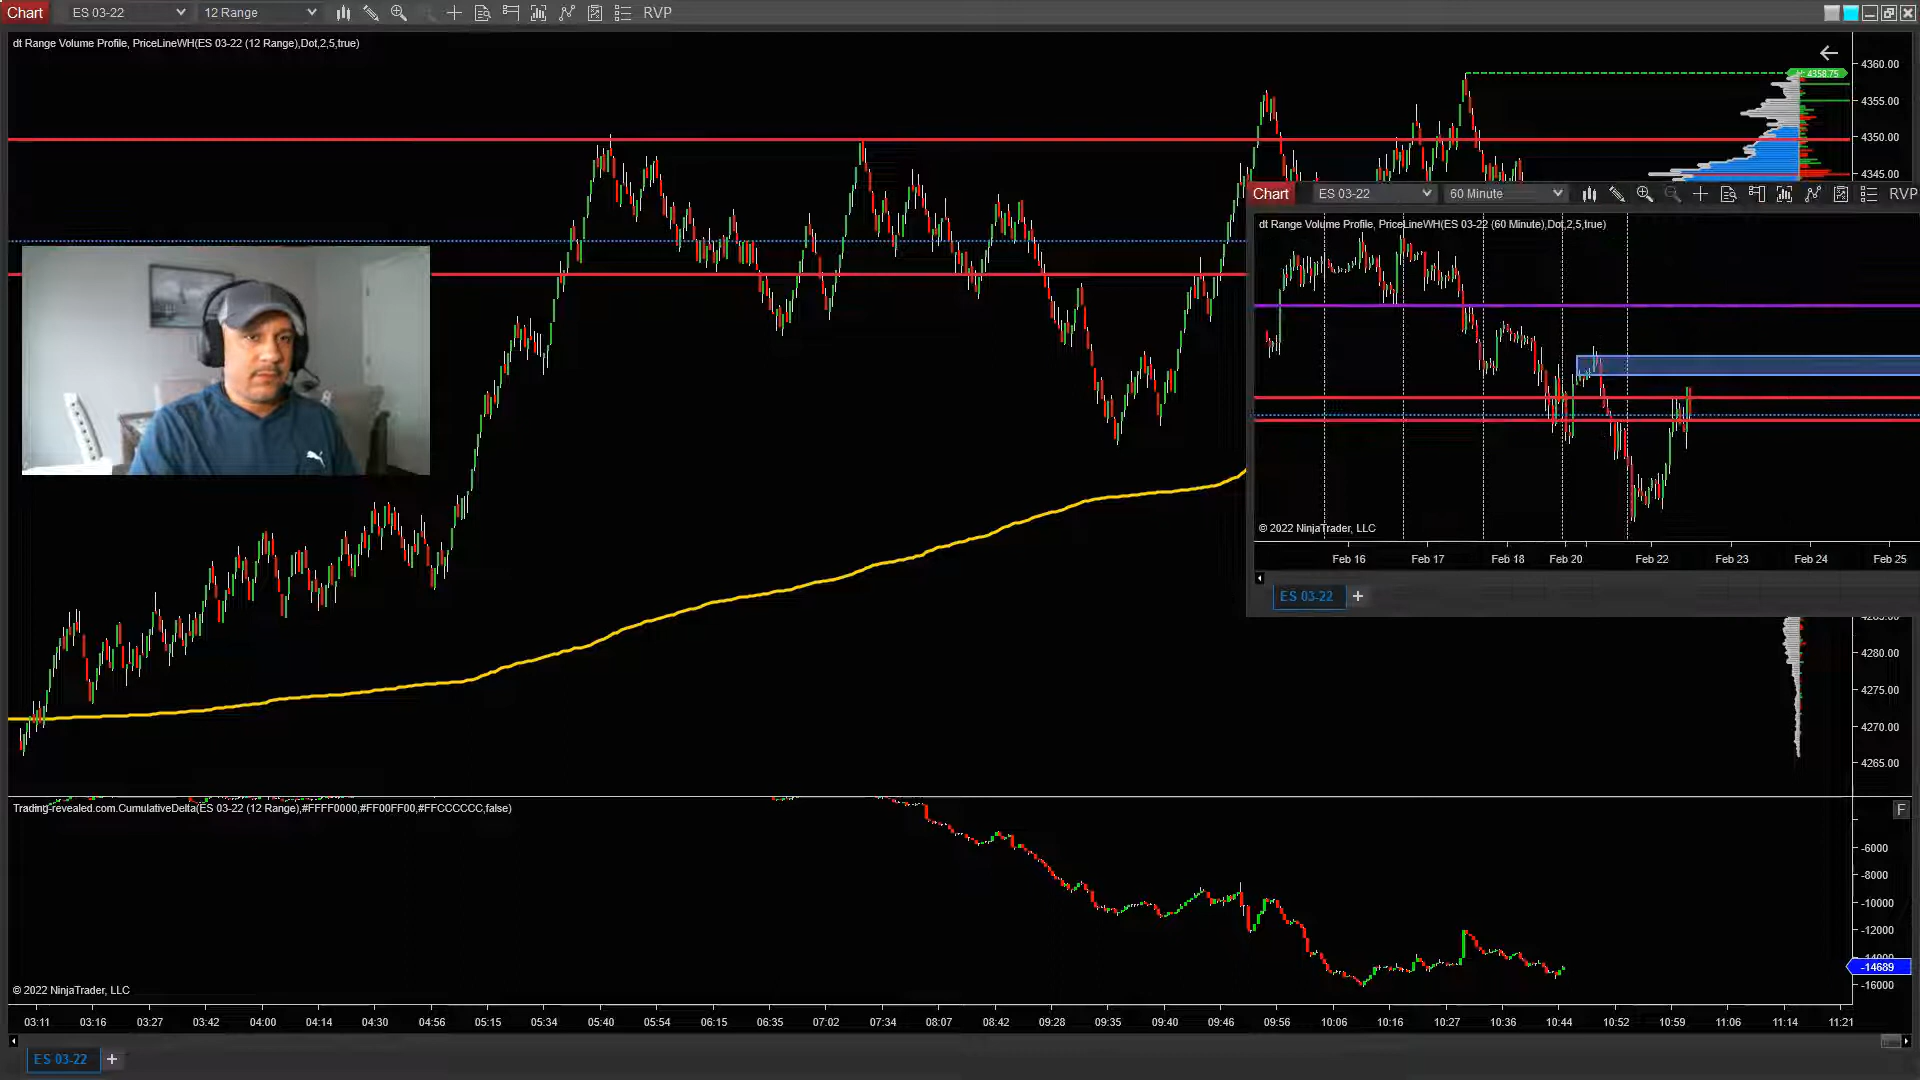 Chart ES 03-22 12 Range RVP
dt Range Volume Profile, PriceLineWH(ES 03-22 (12 Range),Dot,2,5,true)
4360.00
4358.75
4355.00
4350.00
4345.00
Chart ES 03-22 60 Minute RVP
dt Range Volume Profile, PriceLineWH(ES 03-22 (60 Minute),Dot,2,5,true)
© 2022 NinjaTrader, LLC
Feb 16 Feb 17 Feb 18 Feb 20 Feb 22 Feb 23 Feb 24 Feb 25
ES 03-22 +
4280.00
4275.00
4270.00
4265.00
Trading-revealed.com.CumulativeDelta(ES 03-22 (12 Range),#FFFF0000,#FF00FF00,#FFCCCCCC,false)
F
-6000
-8000
-10000
-12000
-14689
-16000
© 2022 NinjaTrader, LLC
03:11 03:16 03:27 03:42 04:00 04:14 04:30 04:56 05:15 05:34 05:40 05:54 06:15 06:35 07:02 07:34 08:07 08:42 09:28 09:35 09:40 09:46 09:56 10:06 10:16 10:27 10:36 10:44 10:52 10:59 11:06 11:14 11:21
ES 03-22 +